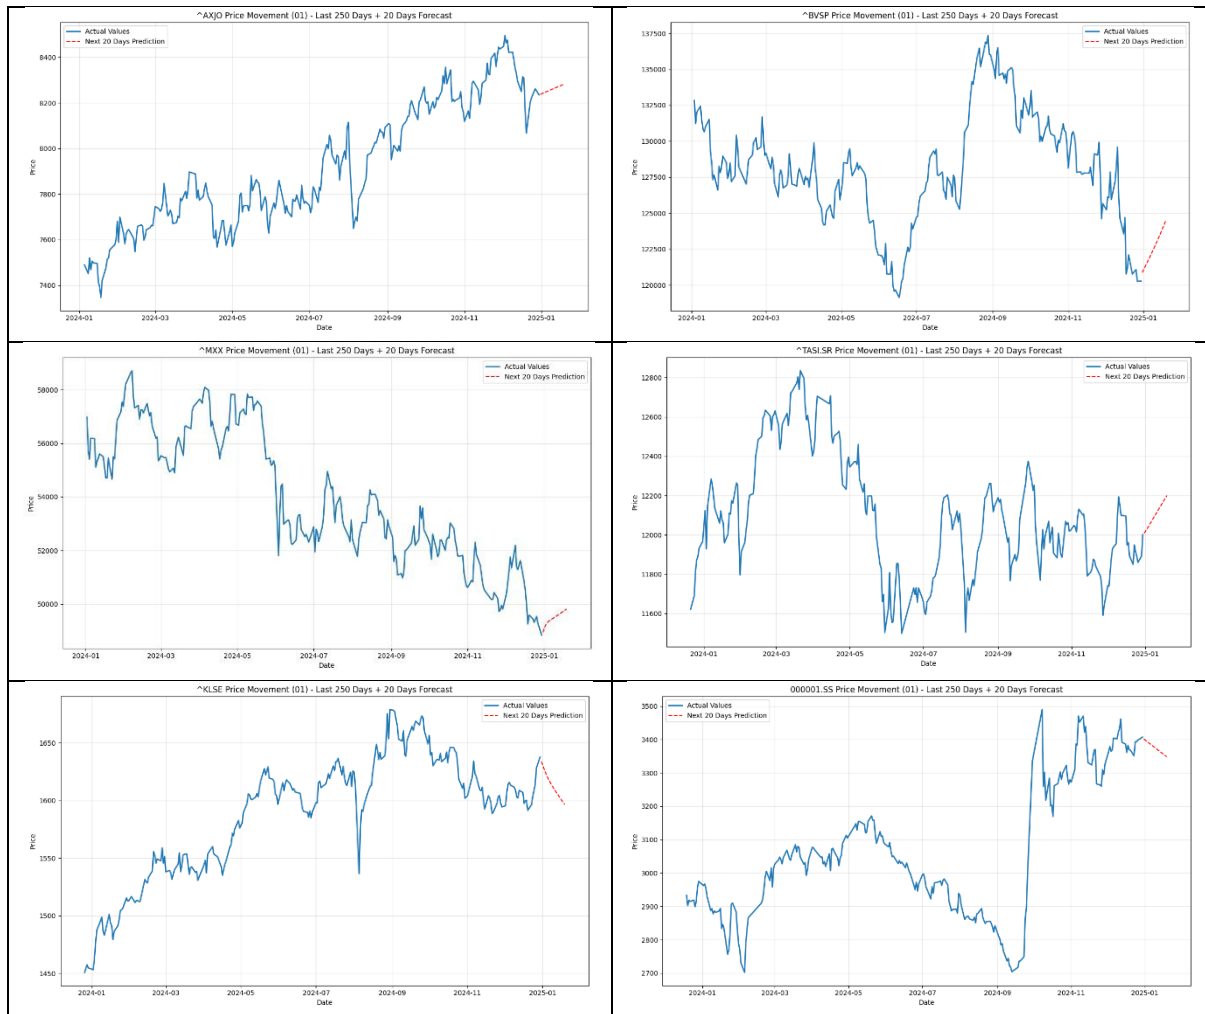 ^AXJO Price Movement (01) - Last 250 Days + 20 Days Forecast
Actual Values
Next 20 Days Prediction
8400
8200
8000
7800
7600
7400
Price
2024-01 2024-03 2024-05 2024-07 2024-09 2024-11 2025-01
Date
^BVSP Price Movement (01) - Last 250 Days + 20 Days Forecast
Actual Values
Next 20 Days Prediction
137500
135000
132500
130000
127500
125000
122500
120000
Price
2024-01 2024-03 2024-05 2024-07 2024-09 2024-11 2025-01
Date
^MXX Price Movement (01) - Last 250 Days + 20 Days Forecast
Actual Values
Next 20 Days Prediction
58000
56000
54000
52000
50000
Price
2024-01 2024-03 2024-05 2024-07 2024-09 2024-11 2025-01
Date
^TASI.SR Price Movement (01) - Last 250 Days + 20 Days Forecast
Actual Values
Next 20 Days Prediction
12800
12600
12400
12200
12000
11800
11600
Price
2024-01 2024-03 2024-05 2024-07 2024-09 2024-11 2025-01
Date
^KLSE Price Movement (01) - Last 250 Days + 20 Days Forecast
Actual Values
Next 20 Days Prediction
1650
1600
1550
1500
1450
Price
2024-01 2024-03 2024-05 2024-07 2024-09 2024-11 2025-01
Date
000001.SS Price Movement (01) - Last 250 Days + 20 Days Forecast
Actual Values
Next 20 Days Prediction
3500
3400
3300
3200
3100
3000
2900
2800
2700
Price
2024-01 2024-03 2024-05 2024-07 2024-09 2024-11 2025-01
Date